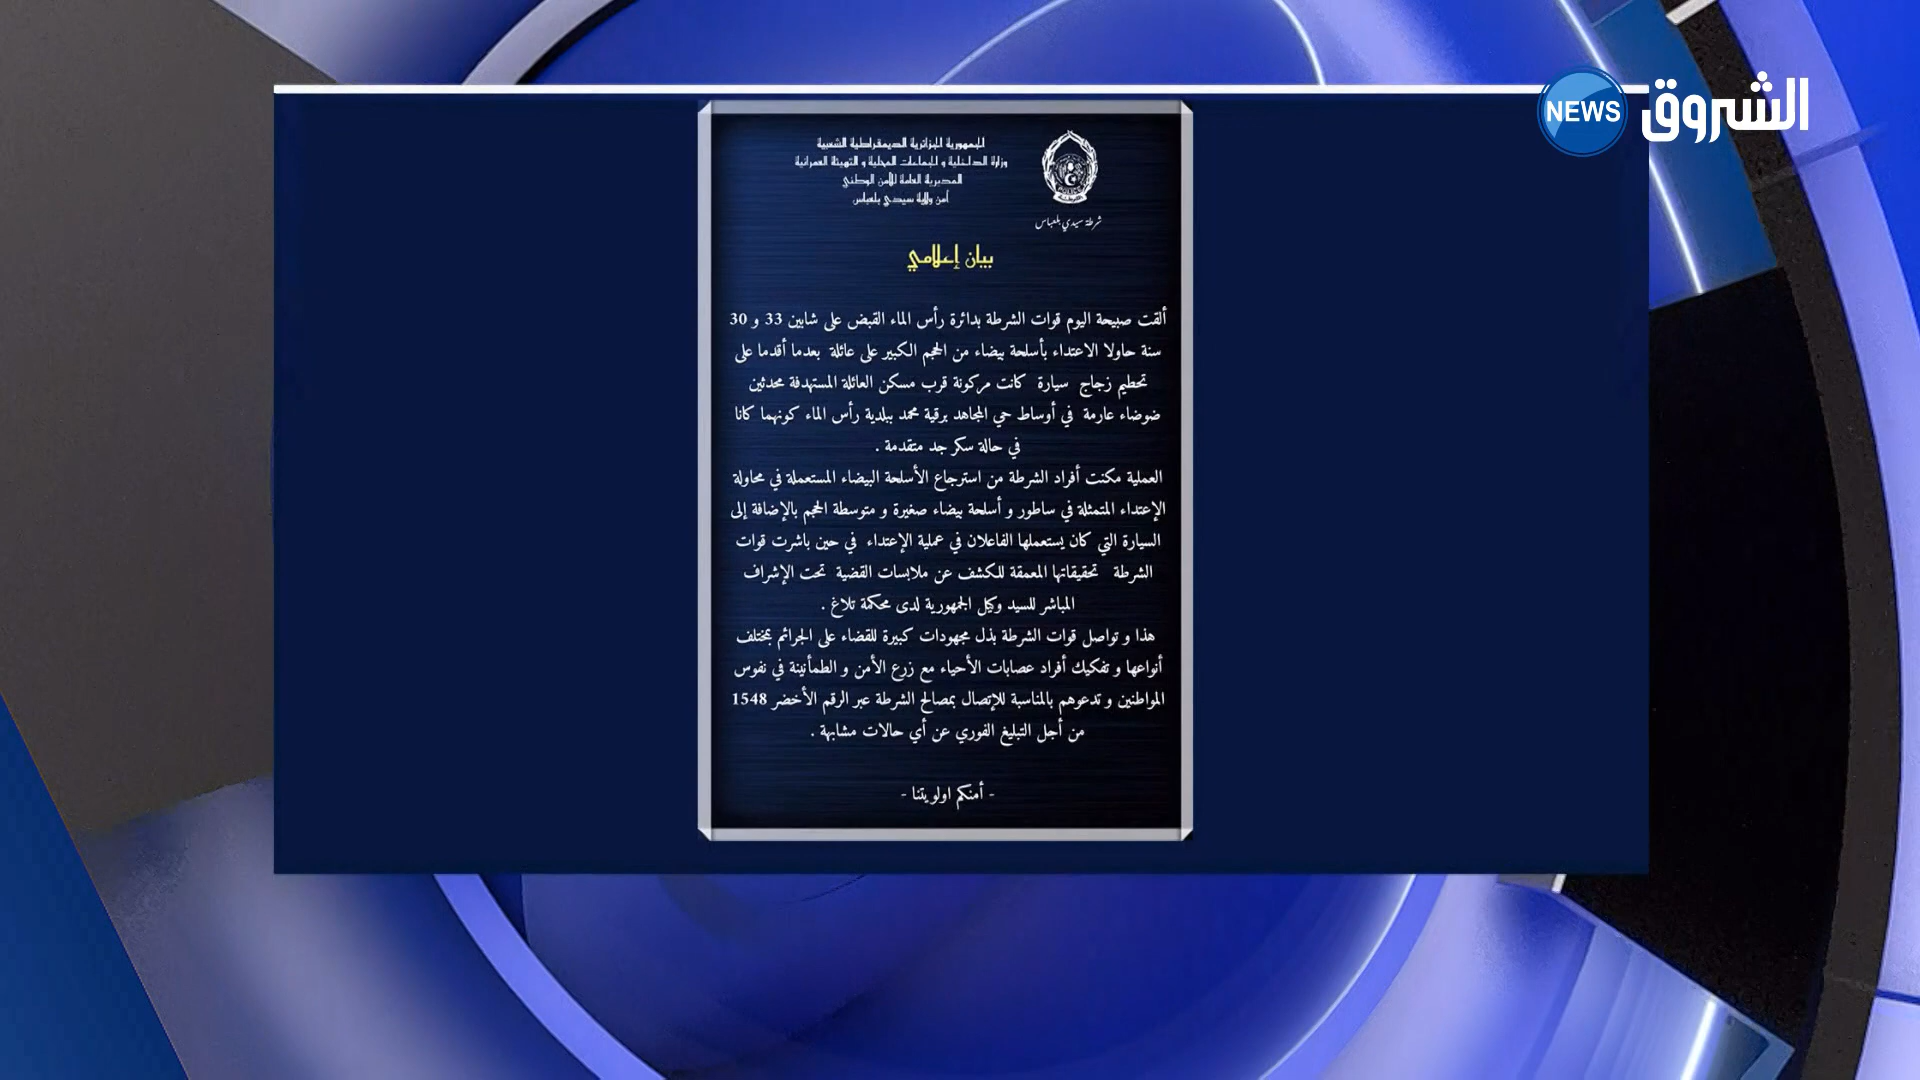 NEWS الشروق
الجمهورية الجزائرية الديمقراطية الشعبية
وزارة الداخلية و الجماعات المحلية و التهيئة العمرانية
المديرية العامة للأمن الوطني
أمن ولاية سيدي بلعباس
شرطة سيدي بلعباس
بيان إعلامي
ألقت صبيحة اليوم قوات الشرطة بدائرة رأس الماء القبض على شابين 33 و 30
سنة حاولا الاعتداء بأسلحة بيضاء من الحجم الكبير على عائلة بعدما أقدما على
تحطيم زجاج سيارة كانت مركونة قرب مسكن العائلة المستهدفة محدثين
ضوضاء عارمة في أوساط حي المجاهد برقية محمد ببلدية رأس الماء كونهما كانا
في حالة سكر جد متقدمة .
العملية مكنت أفراد الشرطة من استرجاع الأسلحة البيضاء المستعملة في محاولة
الإعتداء المتمثلة في ساطور و أسلحة بيضاء صغيرة و متوسطة الحجم بالإضافة إلى
السيارة التي كان يستعملها الفاعلان في عملية الإعتداء في حين باشرت قوات
الشرطة تحقيقاتها المعمقة للكشف عن ملابسات القضية تحت الإشراف
المباشر للسيد وكيل الجمهورية لدى محكمة تلاغ .
هذا و تواصل قوات الشرطة بذل مجهودات كبيرة للقضاء على الجرائم بمختلف
أنواعها و تفكيك أفراد عصابات الأحياء مع زرع الأمن و الطمأنينة في نفوس
المواطنين و تدعوهم بالمناسبة للإتصال بمصالح الشرطة عبر الرقم الأخضر 1548
من أجل التبليغ الفوري عن أي حالات مشابهة .
- أمنكم اولويتنا -